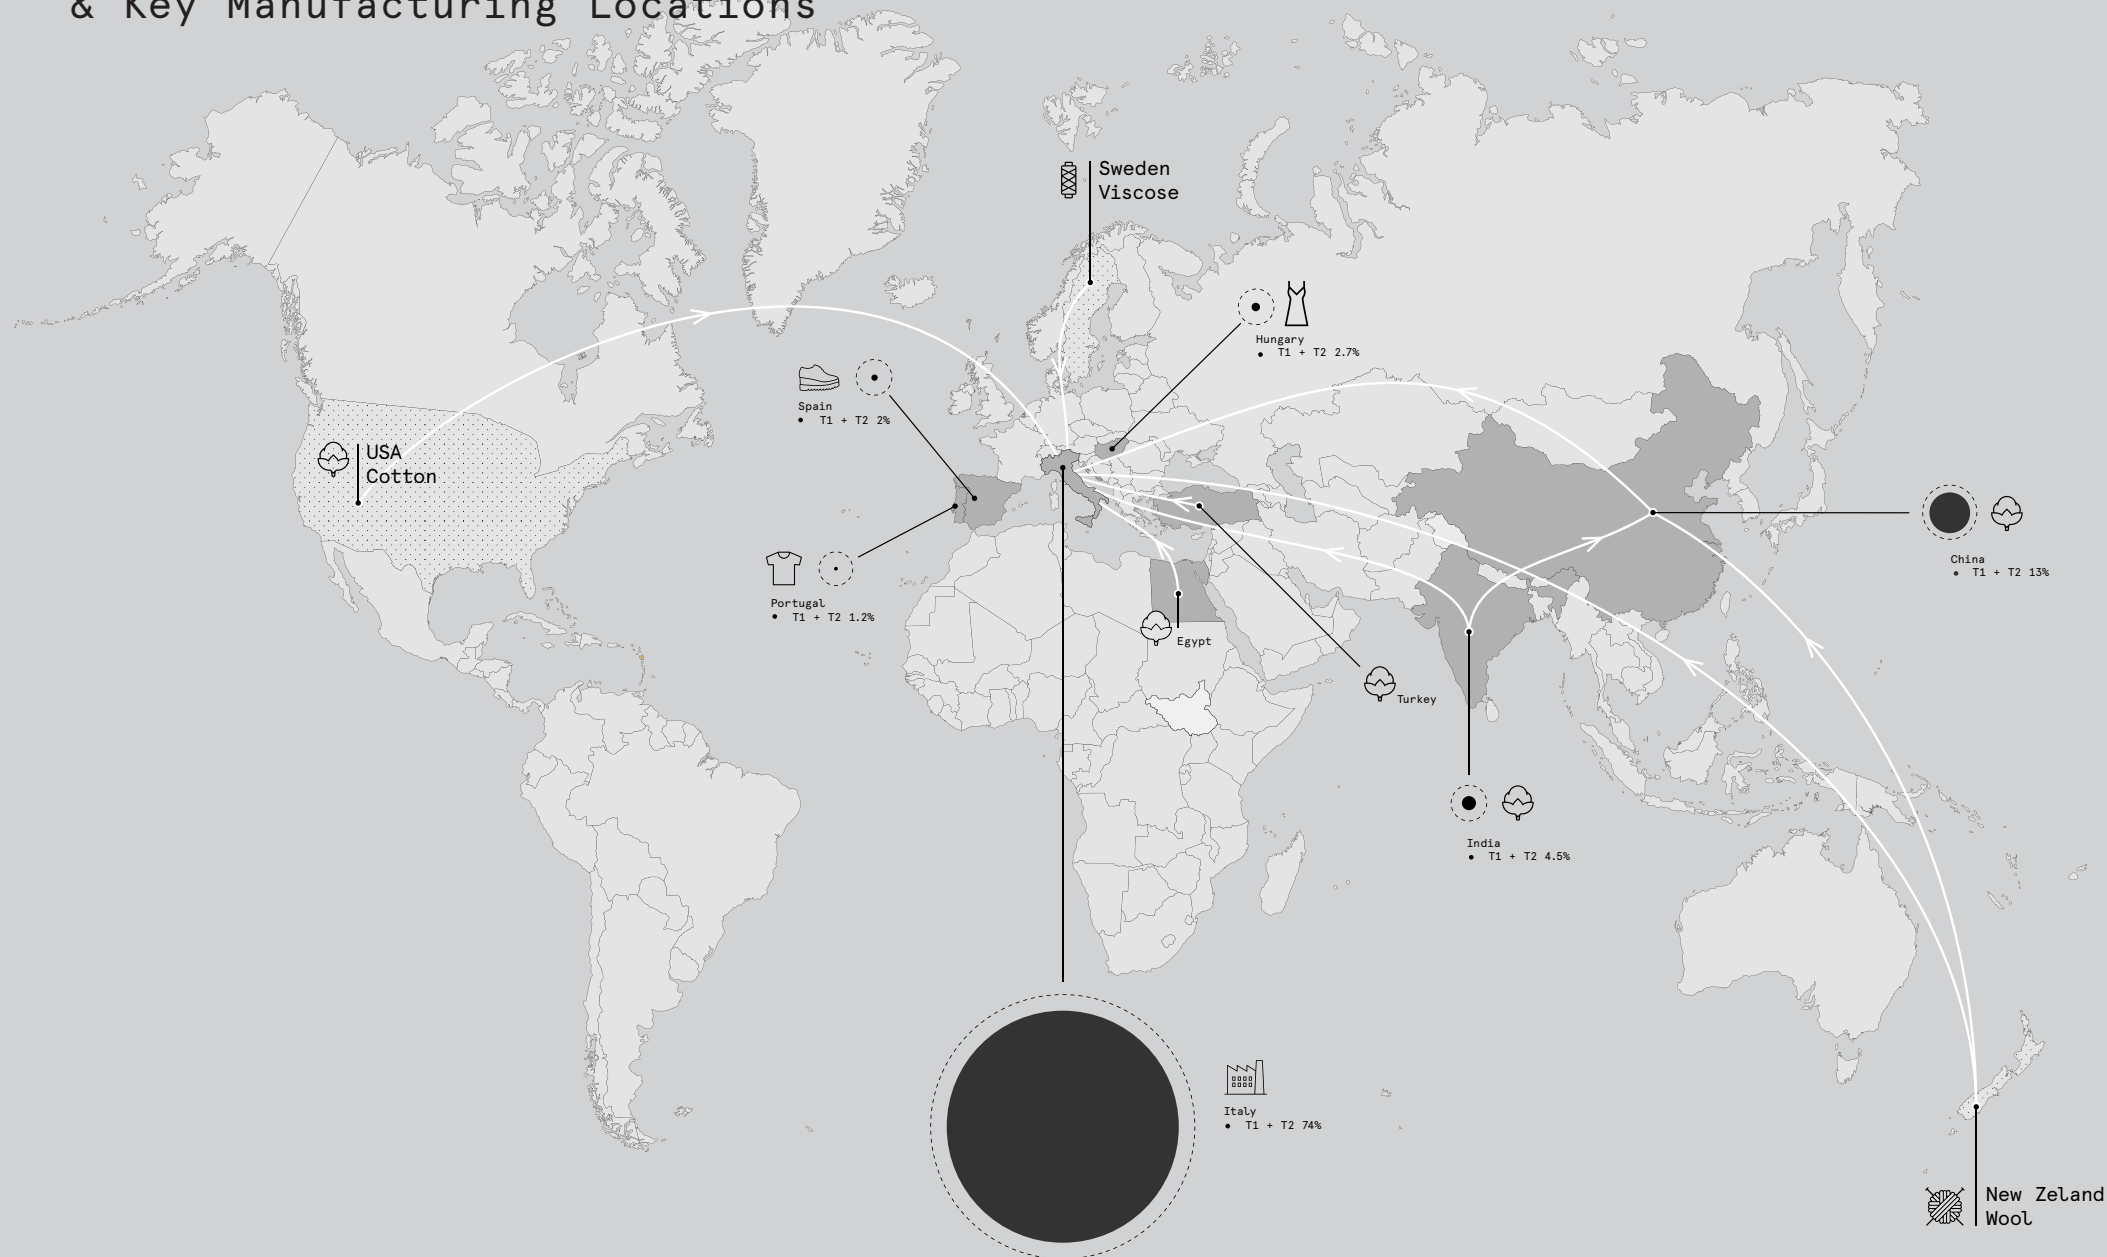 & Key Manufacturing Locations
Sweden
Viscose
Hungary
• T1 + T2 2.7%
Spain
• T1 + T2 2%
USA
Cotton
China
• T1 + T2 13%
Portugal
• T1 + T2 1.2%
Egypt
Turkey
India
• T1 + T2 4.5%
Italy
• T1 + T2 74%
New Zeland
Wool